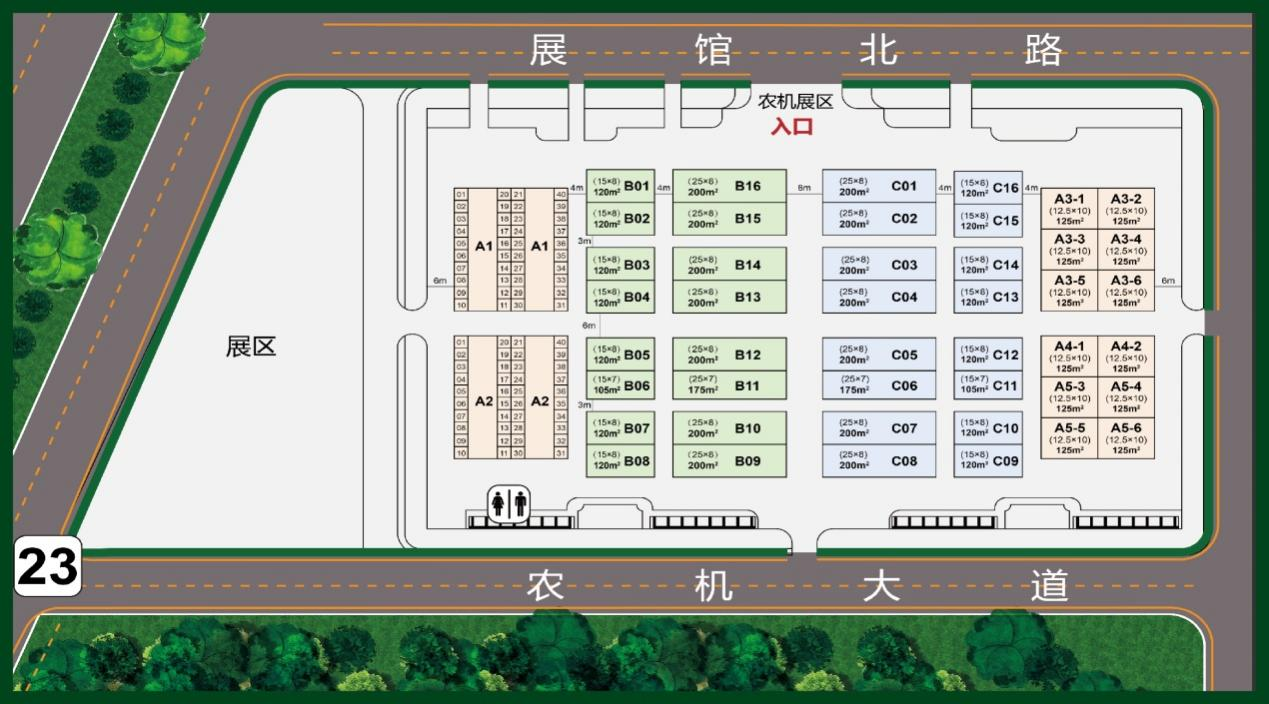 展 馆 北 路
农机展区
入口
展区
4m
4m
8m
4m
4m
3m
6m
6m
6m
3m
01 20 21 40
02 19 22 39
03 18 23 38
04 17 24 37
05 16 25 36
06 15 26 35
07 14 27 34
08 13 28 33
09 12 29 32
10 11 30 31
A1 A1
01 20 21 40
02 19 22 39
03 18 23 38
04 17 24 37
05 16 25 36
06 15 26 35
07 14 27 34
08 13 28 33
09 12 29 32
10 11 30 31
A2 A2
(15×8)
120m² B01
(15×8)
120m² B02
(15×8)
120m² B03
(15×8)
120m² B04
(15×8)
120m² B05
(15×7)
105m² B06
(15×8)
120m² B07
(15×8)
120m² B08
(25×8)
200m² B16
(25×8)
200m² B15
(25×8)
200m² B14
(25×8)
200m² B13
(25×8)
200m² B12
(25×7)
175m² B11
(25×8)
200m² B10
(25×8)
200m² B09
(25×8)
200m² C01
(25×8)
200m² C02
(25×8)
200m² C03
(25×8)
200m² C04
(25×8)
200m² C05
(25×7)
175m² C06
(25×8)
200m² C07
(25×8)
200m² C08
(15×8)
120m² C16
(15×8)
120m² C15
(15×8)
120m² C14
(15×8)
120m² C13
(15×8)
120m² C12
(15×7)
105m² C11
(15×8)
120m² C10
(15×8)
120m² C09
A3-1 A3-2
(12.5×10) (12.5×10)
125m² 125m²
A3-3 A3-4
(12.5×10) (12.5×10)
125m² 125m²
A3-5 A3-6
(12.5×10) (12.5×10)
125m² 125m²
A4-1 A4-2
(12.5×10) (12.5×10)
125m² 125m²
A5-3 A5-4
(12.5×10) (12.5×10)
125m² 125m²
A5-5 A5-6
(12.5×10) (12.5×10)
125m² 125m²
23
农 机 大 道